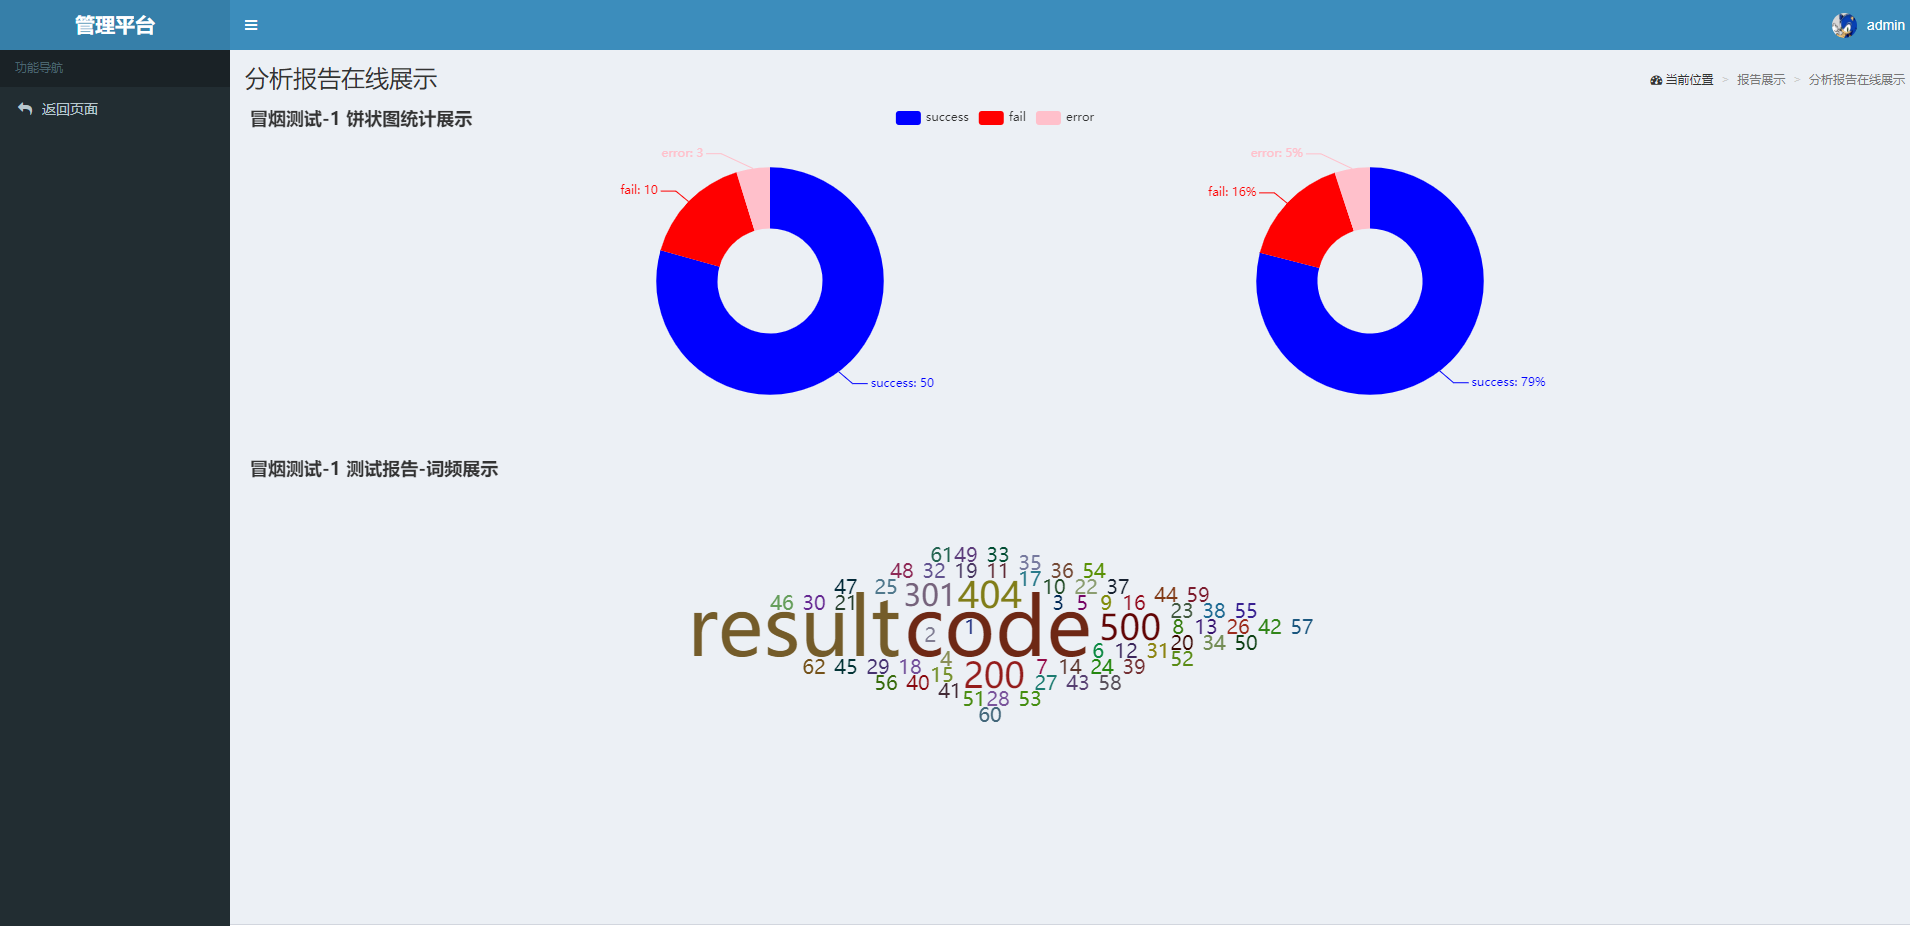 管理平台
admin
功能导航
返回页面
分析报告在线展示
当前位置 > 报告展示 > 分析报告在线展示
冒烟测试-1 饼状图统计展示
success fail error
error: 3
fail: 10
success: 50
error: 5%
fail: 16%
success: 79%
冒烟测试-1 测试报告-词频展示
61 49 33 35
48 32 19 11 17 36 54
47 25 301 404 10 22 37 44 59
46 30 21 3 5 9 16 23 38 55
result code 500 8 13 26 42 57
2 1
6 12 31 20 34 50
62 45 29 18 4 7 14 24 39 52
56 40 15 200 27 43 58
41 51 28 53
60